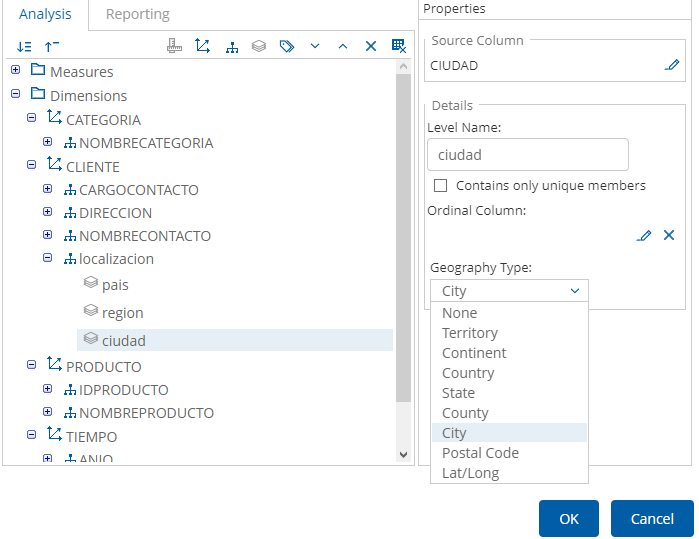 Analysis
Reporting
Measures
Dimensions
CATEGORIA
NOMBRECATEGORIA
CLIENTE
CARGOCONTACTO
DIRECCION
NOMBRECONTACTO
localizacion
pais
region
ciudad
PRODUCTO
IDPRODUCTO
NOMBREPRODUCTO
TIEMPO
ANIO
Properties
Source Column
CIUDAD
Details
Level Name:
ciudad
Contains only unique members
Ordinal Column:
Geography Type:
City
None
Territory
Continent
Country
State
County
City
Postal Code
Lat/Long
OK
Cancel